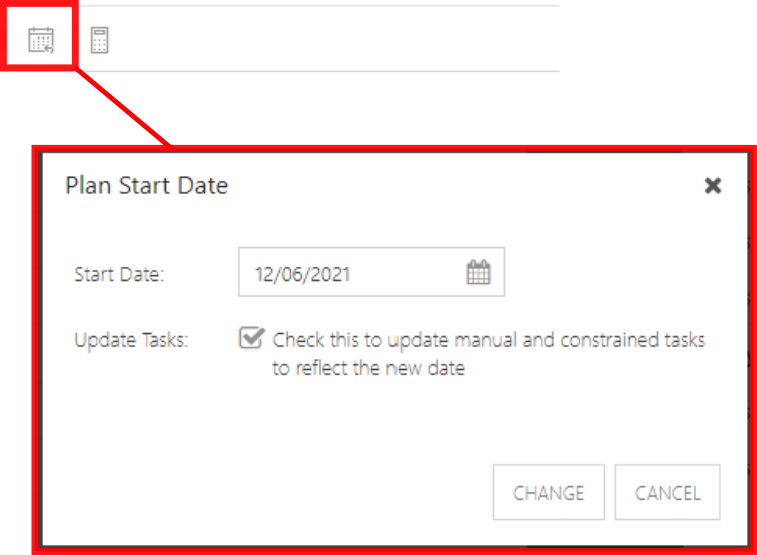 Plan Start Date
Start Date:
12/06/2021
Update Tasks:
Check this to update manual and constrained tasks
to reflect the new date
CHANGE
CANCEL